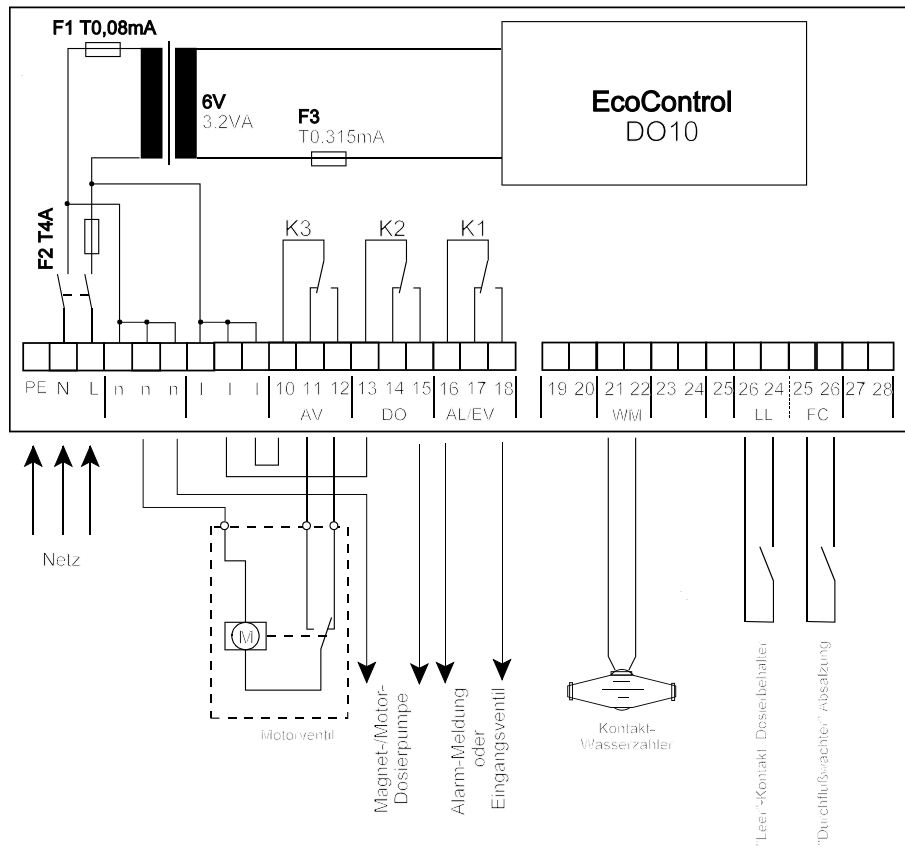 F1 T0,08mA
6V
3.2VA
F3
T0.315mA
EcoControl
DO10
F2 T4A
K3
K2
K1
PE N L n n n l l l 10 11 12 13 14 15 16 17 18 19 20 21 22 23 24 25 26 24 25 26 27 28
AV DO AL/EV WM LL FC
Netz
M
Motorventil
Magnet-/Motor-
Dosierpumpe
Alarm-Meldung
oder
Eingangsventil
Kontakt-
Wasserzähler
"Leer"-Kontakt Dosierbehälter
"Durchflußwächter" Absalzung